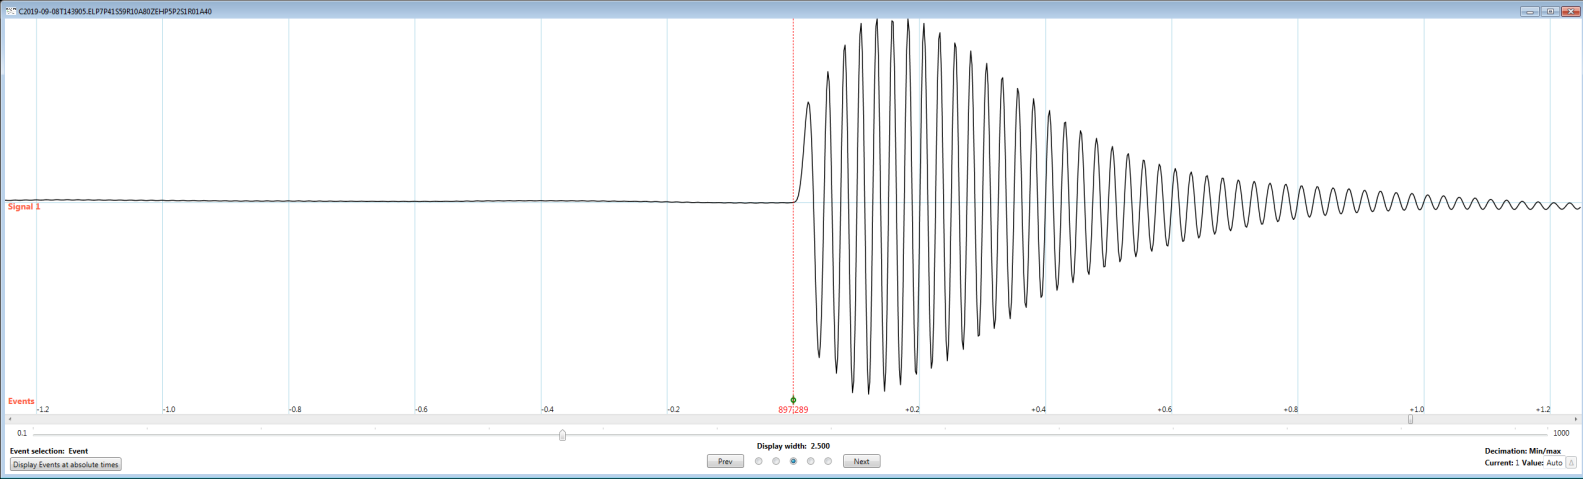 C2019-09-08T143905.ELP7P41S59R10A80ZEHP5P2S1R01A40
Signal 1
Events
-1.2 -1.0 -0.8 -0.6 -0.4 -0.2 897.289 +0.2 +0.4 +0.6 +0.8 +1.0 +1.2
0.1 1000
Event selection: Event
Display width: 2.500
Display Events at absolute times
Prev Next
Decimation: Min/max
Current: 1 Value: Auto A